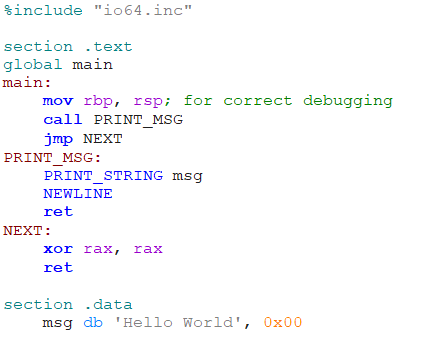 %include "io64.inc"
section .text
global main
main:
mov rbp, rsp; for correct debugging
call PRINT_MSG
jmp NEXT
PRINT_MSG:
PRINT_STRING msg
NEWLINE
ret
NEXT:
xor rax, rax
ret
section .data
msg db 'Hello World', 0x00